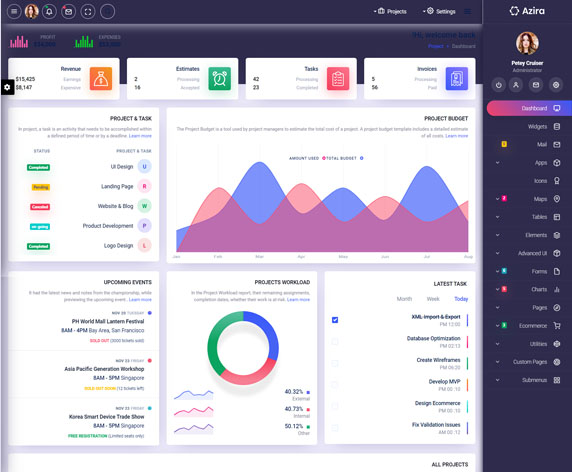 Projects
Settings
Azira
Hi, welcome back
Project
Dashboard
PROFIT
EXPENSES
Petey Cruiser
Administrator
Revenue
$15,425
Earnings
$8,147
Expensive
Estimates
2
Processing
16
Accepted
Tasks
42
Processing
23
Completed
Invoices
5
Processing
56
Paid
Dashboard
Widgets
Mail
Apps
Icons
Maps
Tables
Elements
Advanced UI
Forms
Charts
Pages
Ecommerce
Utilities
Custom Pages
Submenus
PROJECT & TASK
In project, a task is an activity that needs to be accomplished within
a defined period of time or by a deadline. Learn more
STATUS
PROJECT & TASK
Completed
UI Design
U
Pending
Landing Page
R
Canceled
Website & Blog
W
on-going
Product Development
P
Completed
Logo Design
L
PROJECT BUDGET
The Project Budget is a tool used by project managers to estimate the total cost of a project. A project budget template includes a detailed estimate
of all costs. Learn more
AMOUNT USED
TOTAL BUDGET
Jan
Feb
Mar
Apr
May
Jun
Jul
Aug
UPCOMING EVENTS
It had the latest news and notes from the championship, while
previewing the upcoming event. Learn more
NOV 20 TUESDAY
PH World Mall Lantern Festival
8AM - 4PM Bay Area, San Francisco
SOLD OUT (3000 tickets sold)
NOV 23 FRIDAY
Asia Pacific Generation Workshop
8AM - 5PM Singapore
SOLD OUT SOON (12 tickets left)
NOV 23 FRIDAY
Korea Smart Device Trade Show
8AM - 5PM Singapore
FREE REGISTRATION (Limited seats only)
PROJECTS WORKLOAD
In the Project Workload report, their remaining assignments,
completion dates, whether the work is at-risk. Learn more
40.32%
External
40.73%
Internal
50.12%
Other
LATEST TASK
Month
Week
Today
XML-Import & Export
PM 12:00
Database Optimization
PM 02:13
Create Wireframes
PM 06:20
Develop MVP
PM 00: 10
Design Ecommerce
PM 00: 10
Fix Validation Issues
AM 00: 10
ALL PROJECTS